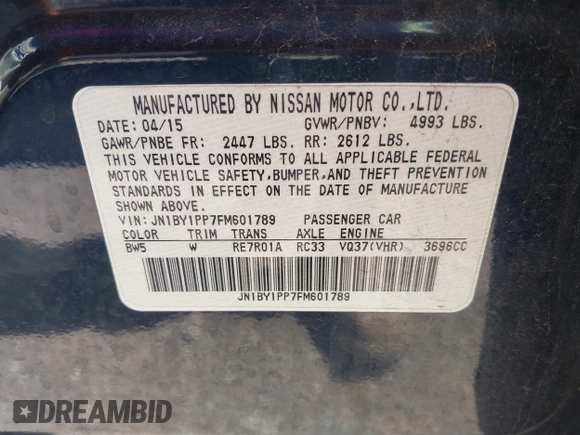 MANUFACTURED BY NISSAN MOTOR CO.,LTD.
DATE: 04/15 GVWR/PNBV: 4993 LBS.
GAWR/PNBE FR: 2447 LBS. RR: 2612 LBS.
THIS VEHICLE CONFORMS TO ALL APPLICABLE FEDERAL
MOTOR VEHICLE SAFETY,BUMPER,AND THEFT PREVENTION
STANDARDS IN EFFECT ON THE DATE OF MANUFACTURE
SHOWN ABOVE.
VIN: JN1BY1PP7FM601789 PASSENGER CAR
COLOR TRIM TRANS AXLE ENGINE
BW5 W RE7R01A RC33 VQ37(VHR) 3696CC
JN1BY1PP7FM601789
DREAMBID